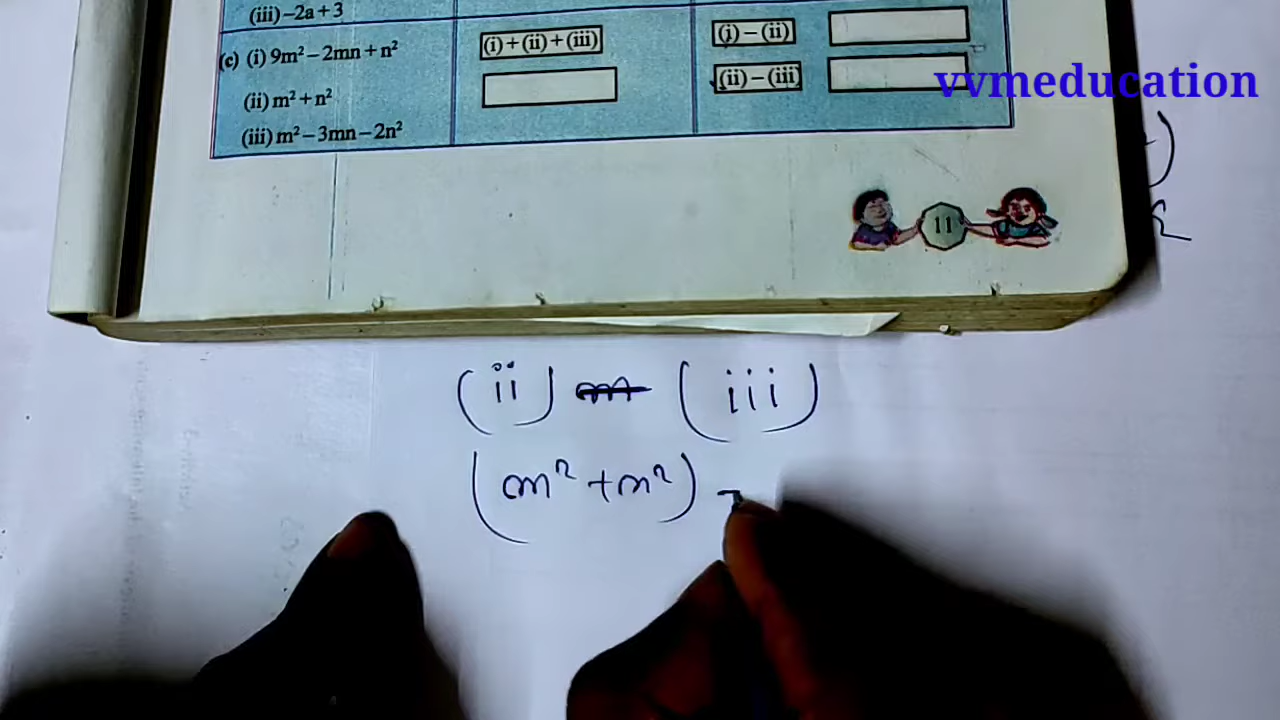 (iii) –2a + 3
(c) (i) 9m² – 2mn + n²
(ii) m² + n²
(iii) m² – 3mn – 2n²
(i) + (ii) + (iii)
(i) – (ii)
(ii) – (iii)
vvmeducation
11
(ii) – (iii)
(m² + n²) –